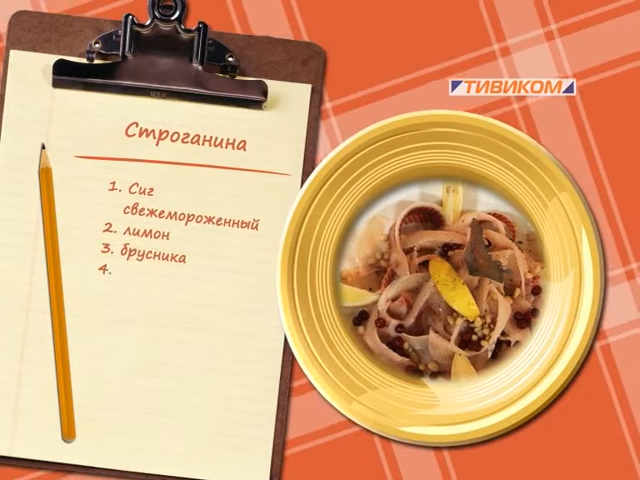 ТИВИКОМ
Строганина
1. Сиг
свежемороженный
2. лимон
3. брусника
4.